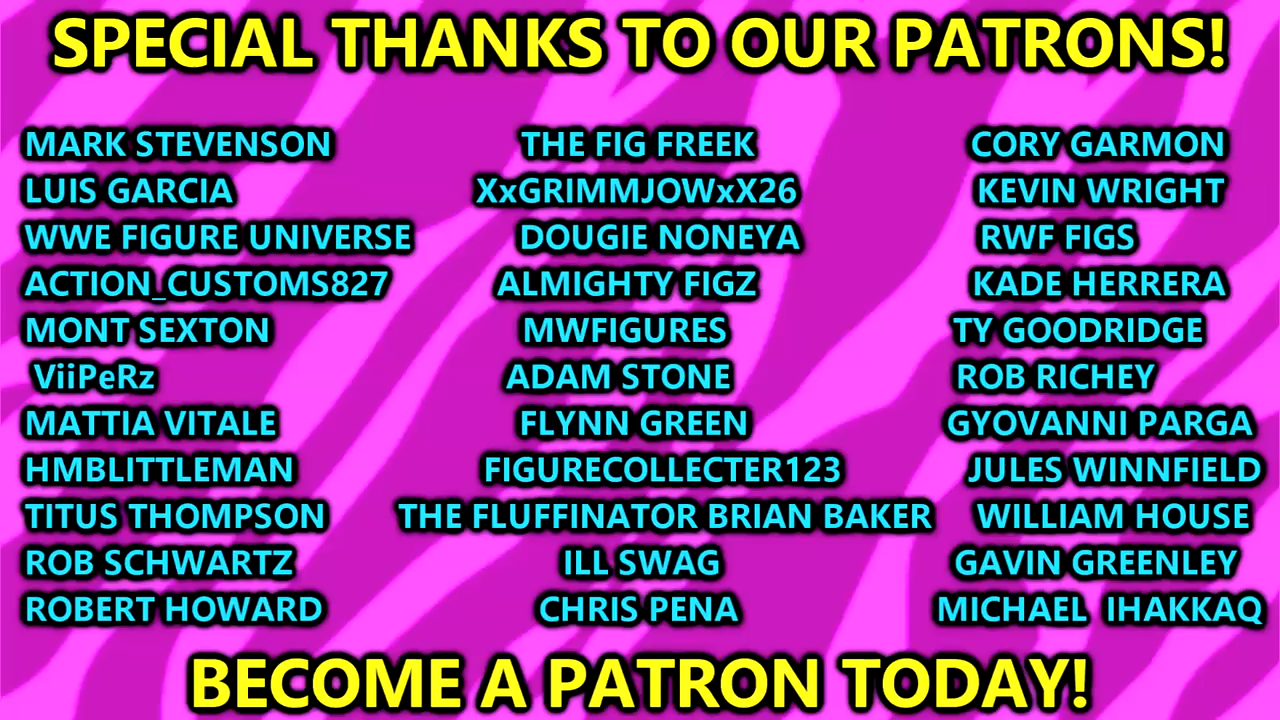 SPECIAL THANKS TO OUR PATRONS!
MARK STEVENSON
LUIS GARCIA
WWE FIGURE UNIVERSE
ACTION_CUSTOMS827
MONT SEXTON
ViiPeRz
MATTIA VITALE
HMBLITTLEMAN
TITUS THOMPSON
ROB SCHWARTZ
ROBERT HOWARD
THE FIG FREEK
XxGRIMMJOWxX26
DOUGIE NONEYA
ALMIGHTY FIGZ
MWFIGURES
ADAM STONE
FLYNN GREEN
FIGURECOLLECTER123
THE FLUFFINATOR BRIAN BAKER
ILL SWAG
CHRIS PENA
CORY GARMON
KEVIN WRIGHT
RWF FIGS
KADE HERRERA
TY GOODRIDGE
ROB RICHEY
GYOVANNI PARGA
JULES WINNFIELD
WILLIAM HOUSE
GAVIN GREENLEY
MICHAEL  IHAKKAQ
BECOME A PATRON TODAY!